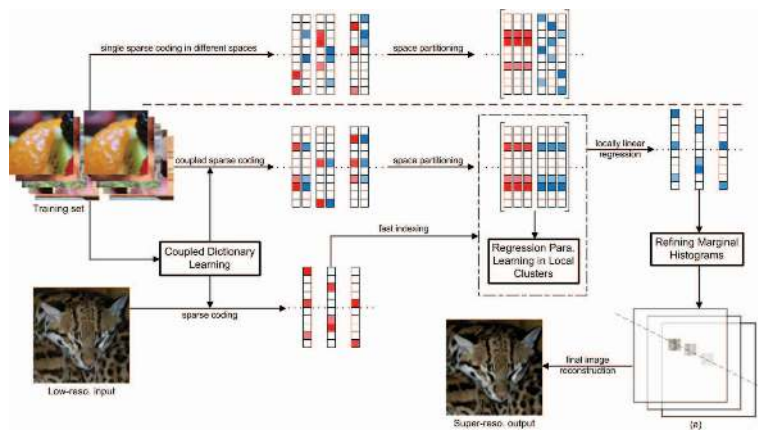 single sparse coding in different spaces
space partitioning
coupled sparse coding
space partitioning
locally linear
regression
Training set
fast indexing
Coupled Dictionary
Learning
Regression Para.
Learning in Local
Clusters
Refining Marginal
Histograms
sparse coding
Low-reso. input
final image
reconstruction
Super-reso. output
(a)